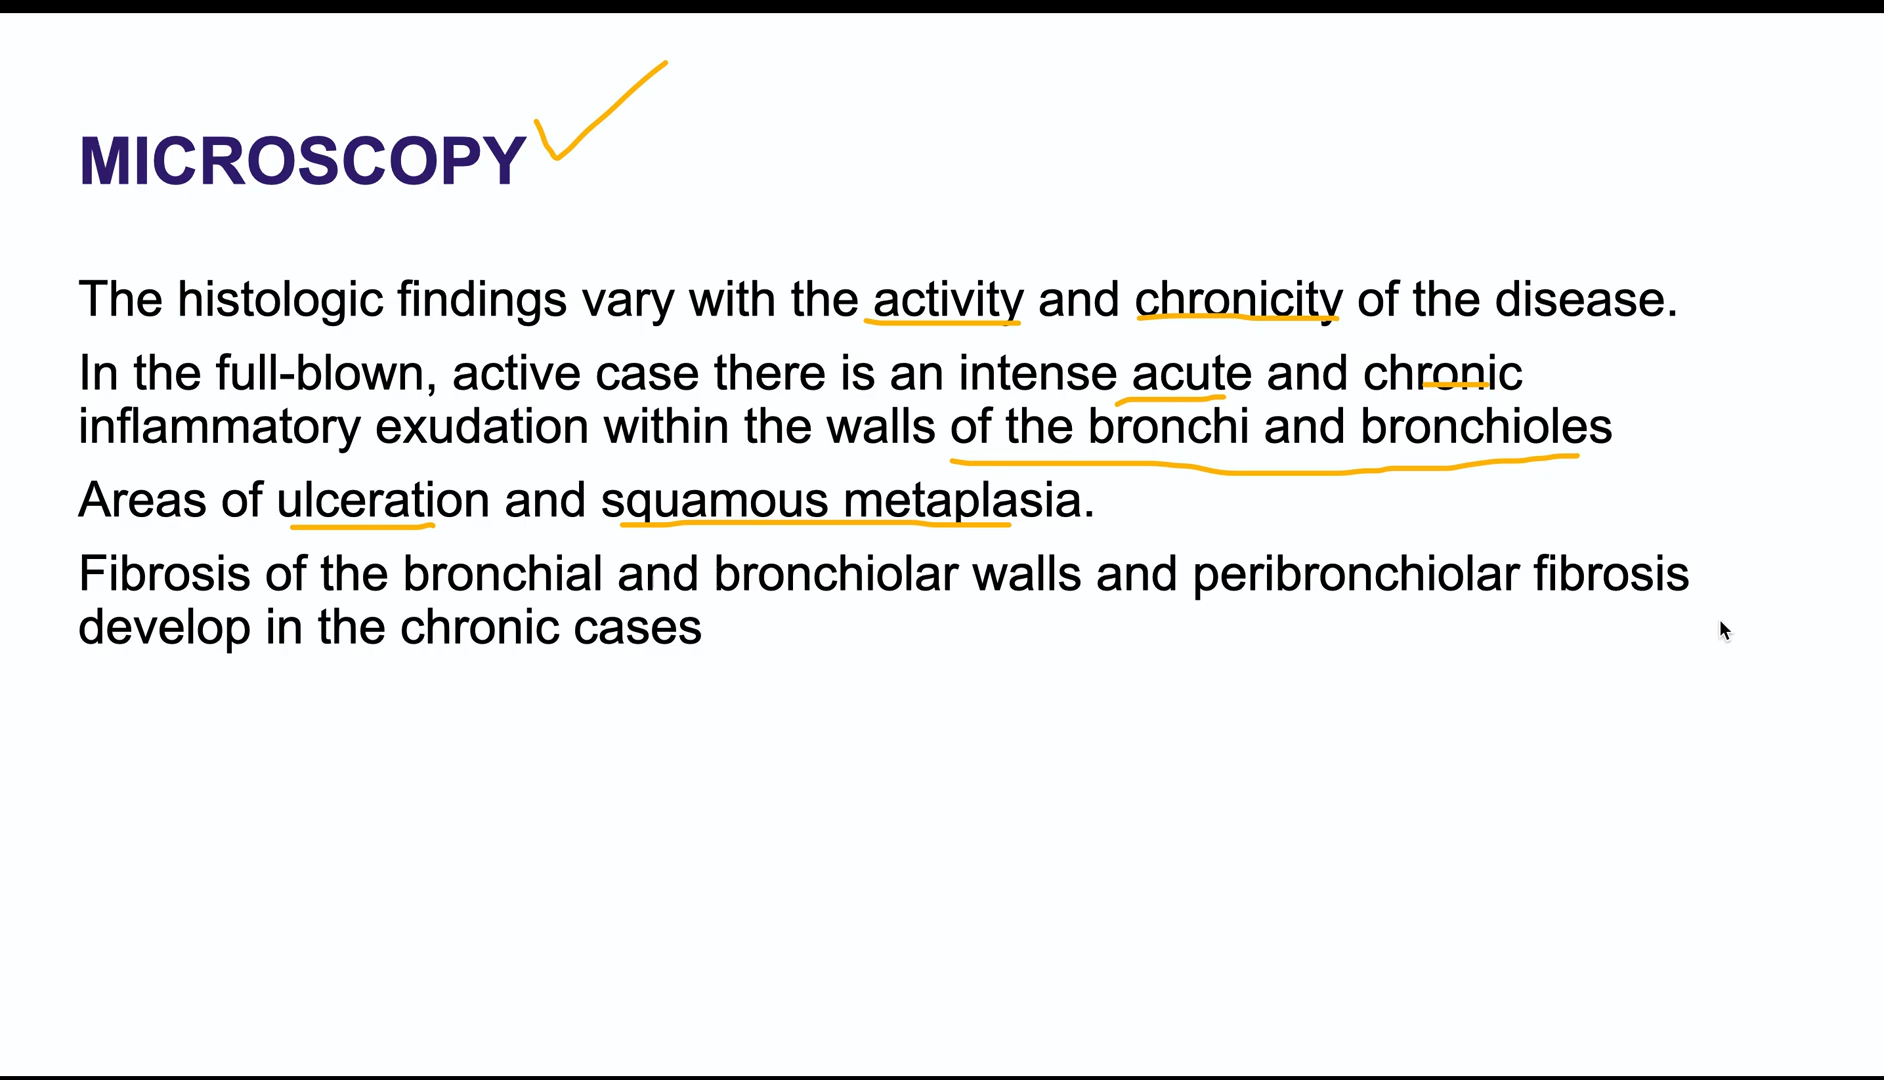 MICROSCOPY
The histologic findings vary with the activity and chronicity of the disease.
In the full-blown, active case there is an intense acute and chronic
inflammatory exudation within the walls of the bronchi and bronchioles
Areas of ulceration and squamous metaplasia.
Fibrosis of the bronchial and bronchiolar walls and peribronchiolar fibrosis
develop in the chronic cases